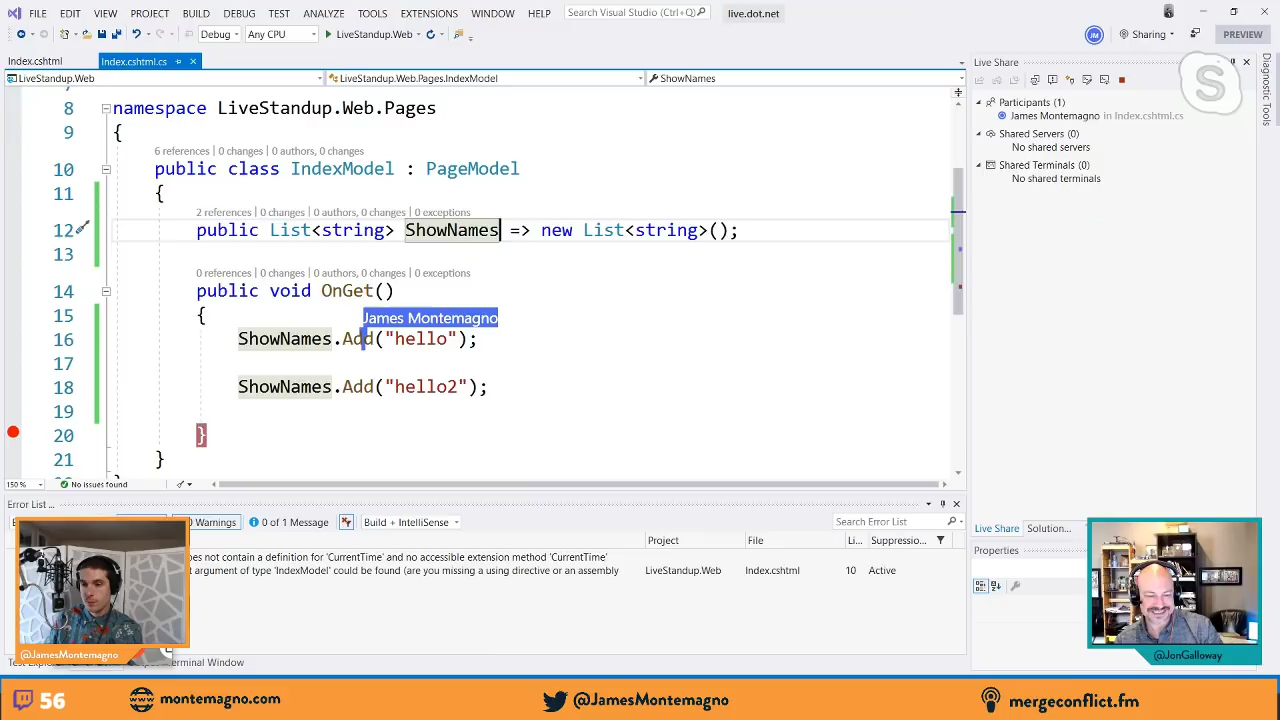 FILE EDIT VIEW PROJECT BUILD DEBUG TEST ANALYZE TOOLS EXTENSIONS WINDOW HELP Search Visual Studio (Ctrl+Q) live.dot.net
Debug Any CPU LiveStandup.Web Sharing PREVIEW
Index.cshtml Index.cshtml.cs
LiveStandup.Web LiveStandup.Web.Pages.IndexModel ShowNames
8 namespace LiveStandup.Web.Pages
9 {
6 references | 0 changes | 0 authors, 0 changes
10 public class IndexModel : PageModel
11 {
2 references | 0 changes | 0 authors, 0 changes | 0 exceptions
12 public List<string> ShowNames => new List<string>();
13
0 references | 0 changes | 0 authors, 0 changes | 0 exceptions
14 public void OnGet()
15 {
James Montemagno
16 ShowNames.Add("hello");
17
18 ShowNames.Add("hello2");
19
20 }
21 }
150 % No issues found
Live Share
Participants (1)
James Montemagno in Index.cshtml.cs
Shared Servers (0)
No shared servers
Shared Terminals (0)
No shared terminals
Diagnostic Tools
Live Share Solution...
Properties
Error List ...
0 Warnings 0 of 1 Message Build + IntelliSense Search Error List
Project File Li... Suppressio...
es not contain a definition for 'CurrentTime' and no accessible extension method 'CurrentTime'
t argument of type 'IndexModel' could be found (are you missing a using directive or an assembly LiveStandup.Web Index.cshtml 10 Active
@JamesMontemagno
@JonGalloway
Terminal Window
56 montemagno.com @JamesMontemagno mergeconflict.fm